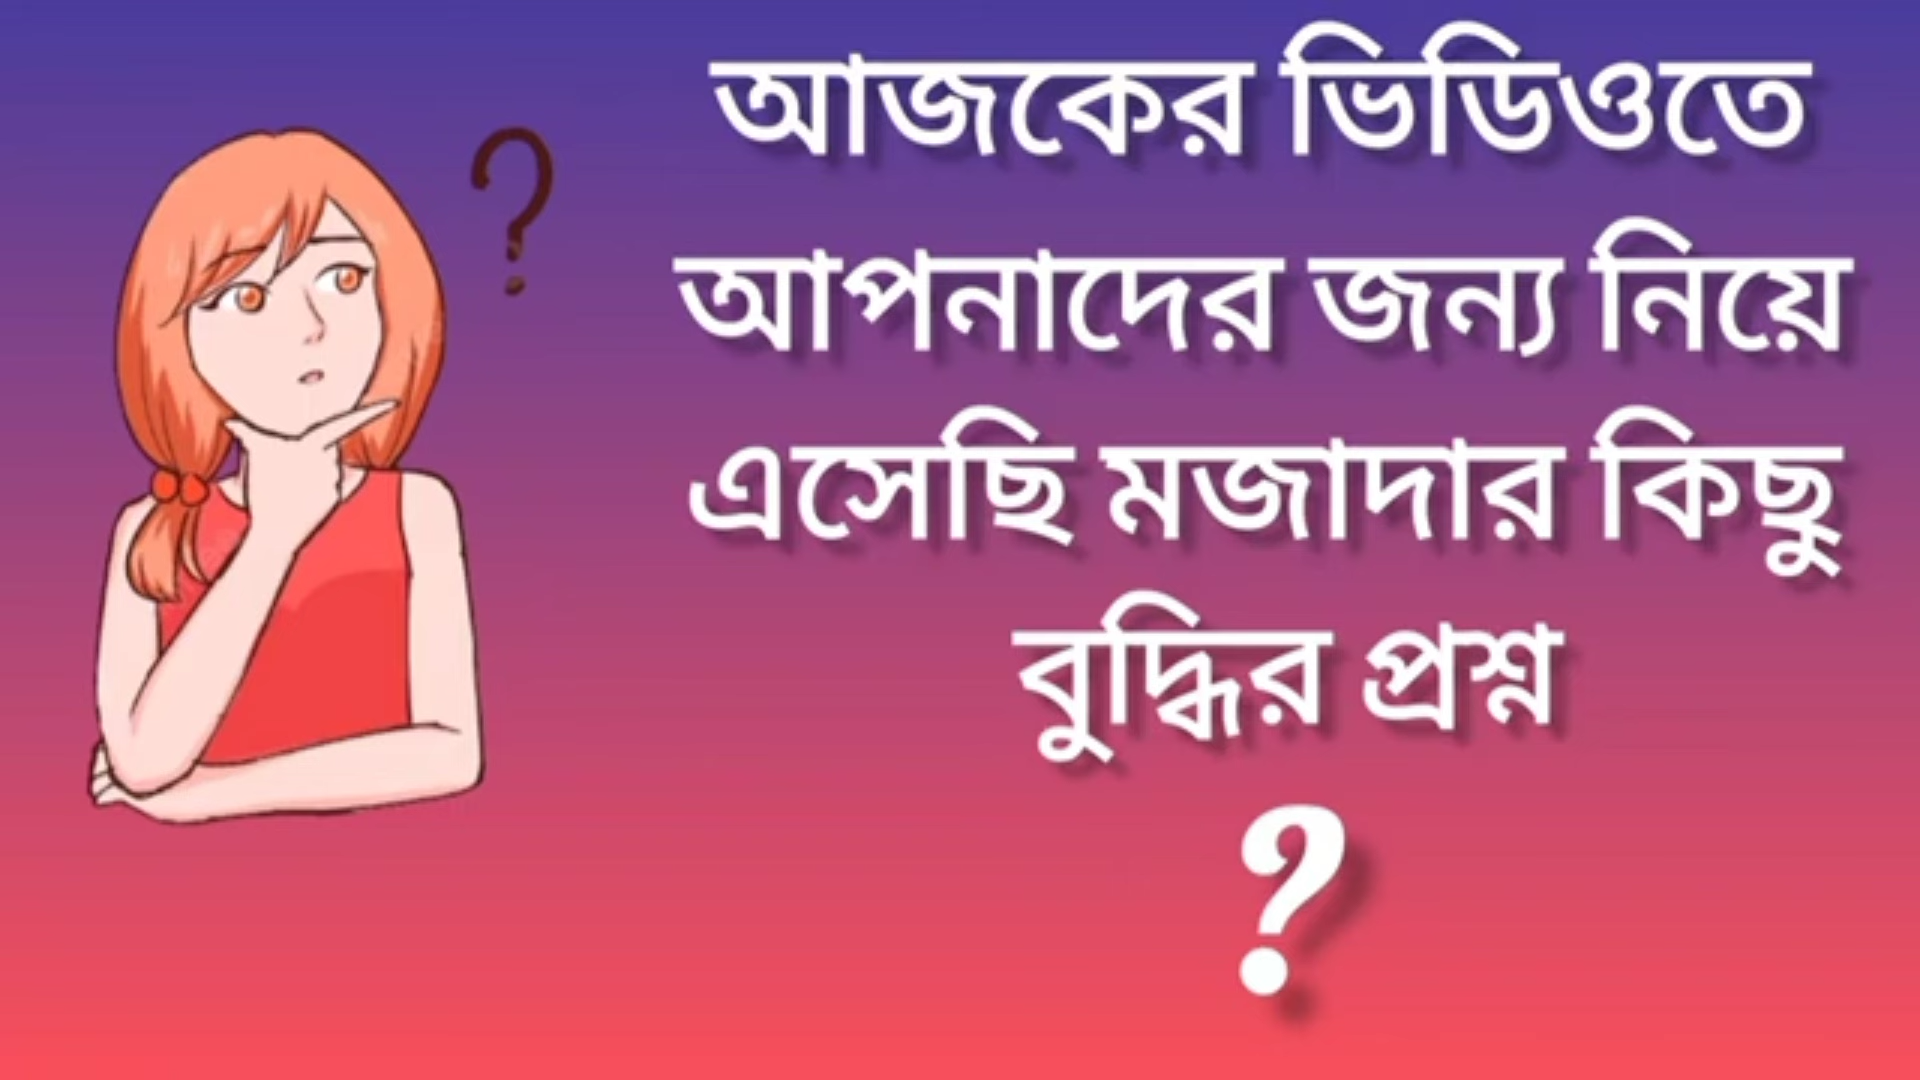 আজকের ভিডিওতে
আপনাদের জন্য নিয়ে
এসেছি মজাদার কিছু
বুদ্ধির প্রশ্ন
?